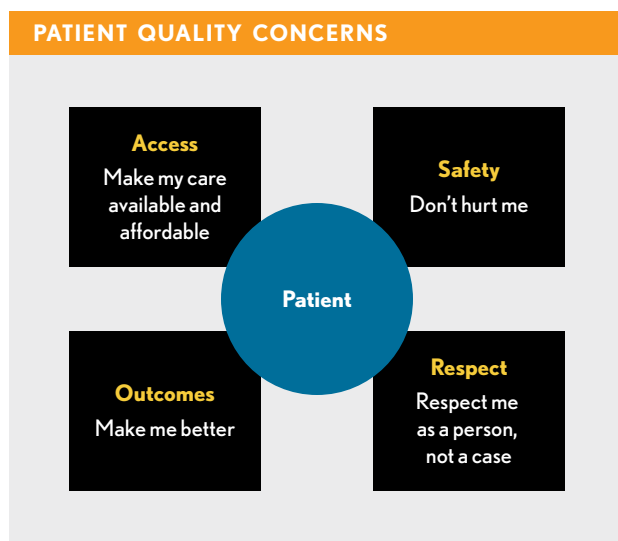 PATIENT QUALITY CONCERNS
Access
Make my care
available and
affordable
Safety
Don't hurt me
Patient
Outcomes
Make me better
Respect
Respect me
as a person,
not a case